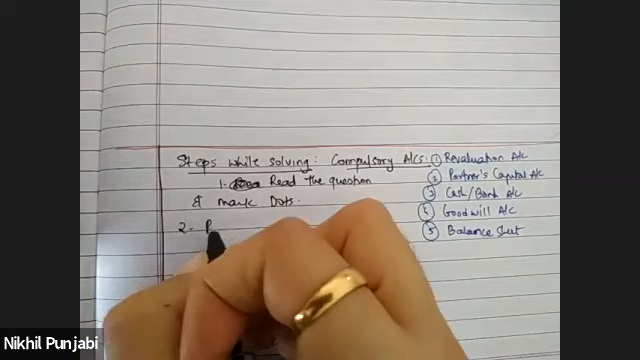 Steps while solving: Compulsory A/cs. ① Revaluation A/c
1. Read the question ② Partner's Capital A/c
& mark Dots. ③ Cash/Bank A/c
④ Goodwill A/c
2. P
⑤ Balance Sheet
Nikhil Punjabi